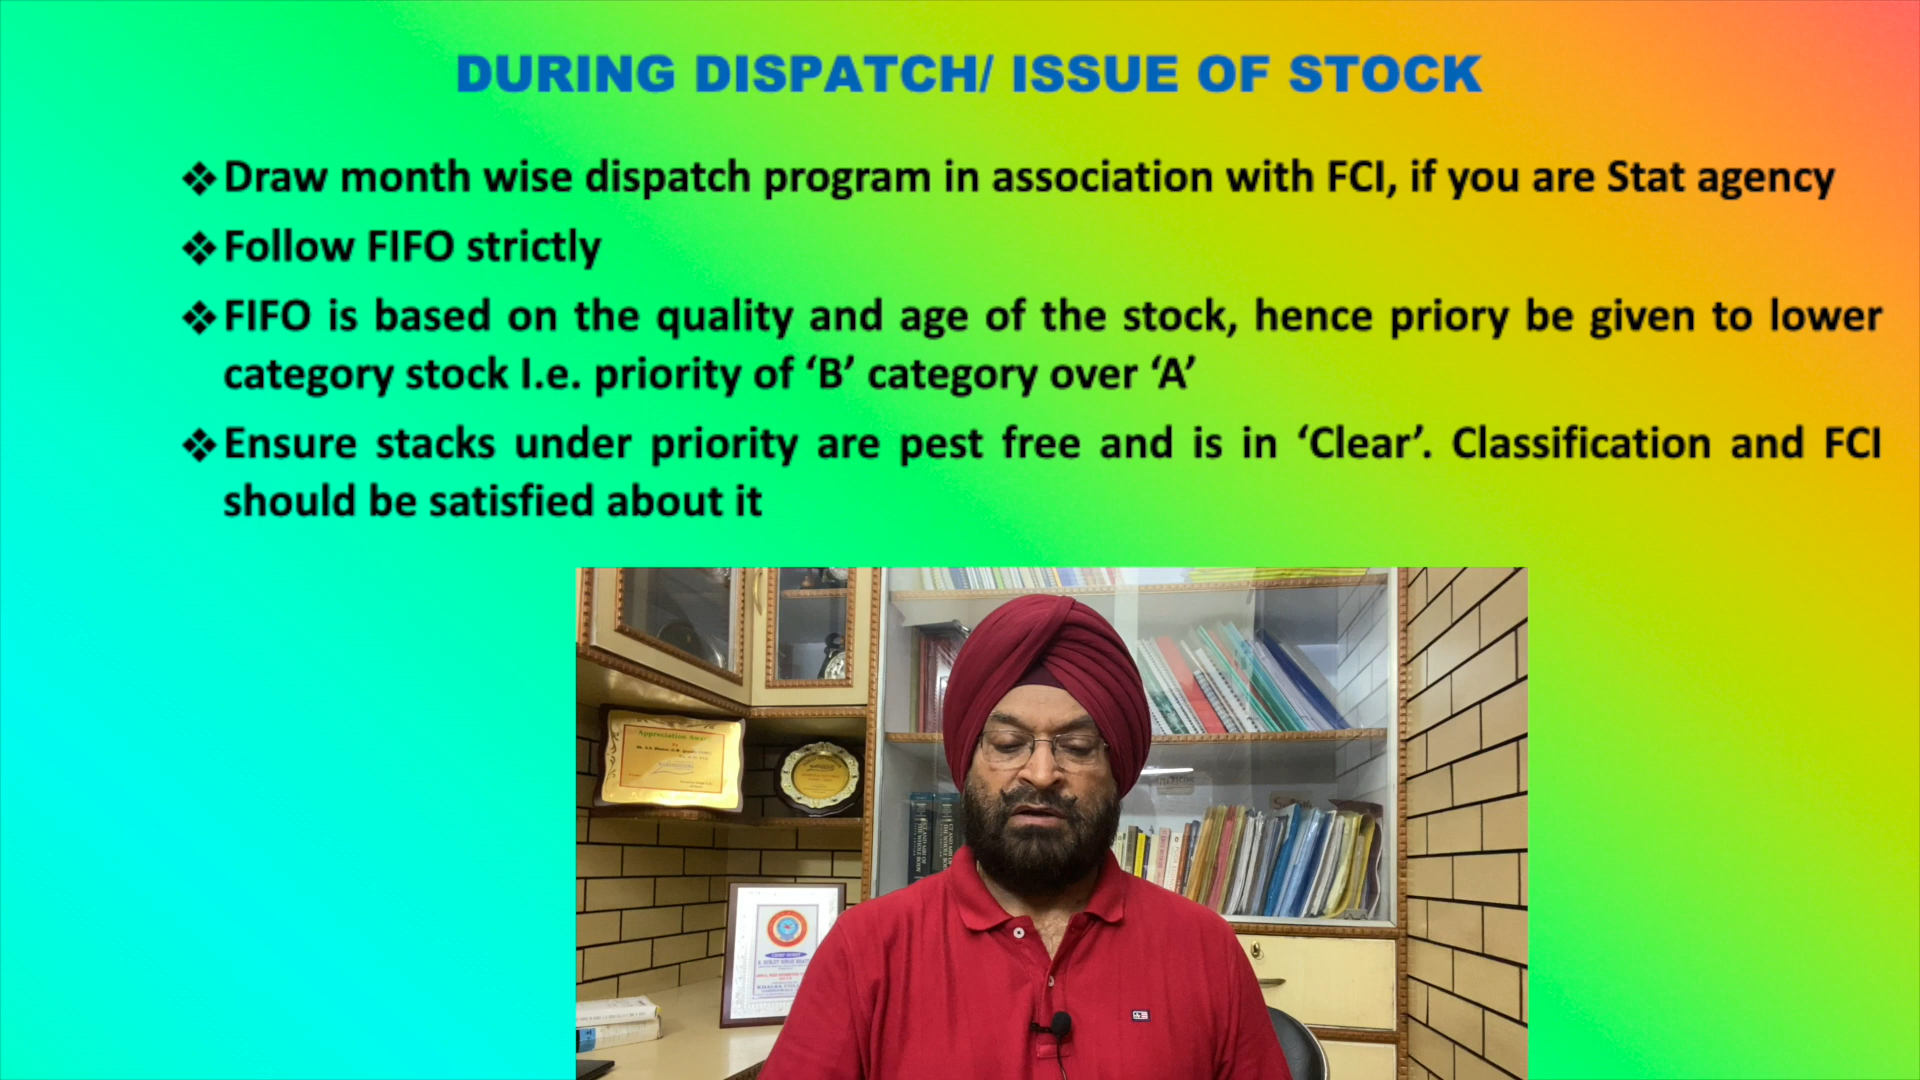 DURING DISPATCH/ ISSUE OF STOCK
❖ Draw month wise dispatch program in association with FCI, if you are Stat agency
❖ Follow FIFO strictly
❖ FIFO is based on the quality and age of the stock, hence priory be given to lower
category stock I.e. priority of ‘B’ category over ‘A’
❖ Ensure stacks under priority are pest free and is in ‘Clear’. Classification and FCI
should be satisfied about it
Appreciation Award